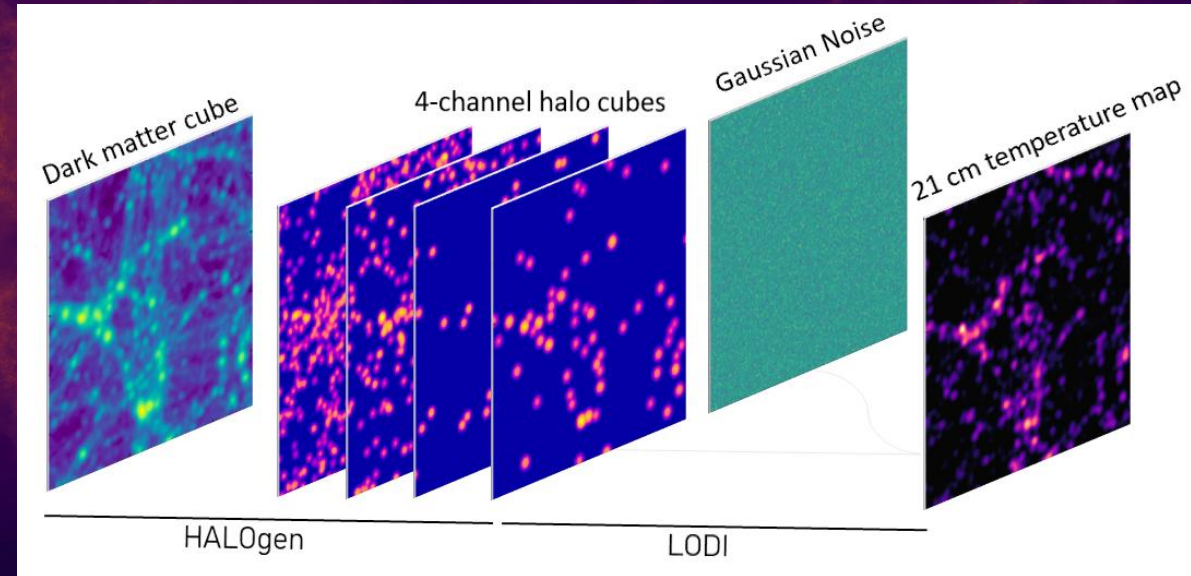 Dark matter cube
4-channel halo cubes
Gaussian Noise
21 cm temperature map
HALOgen
LODI